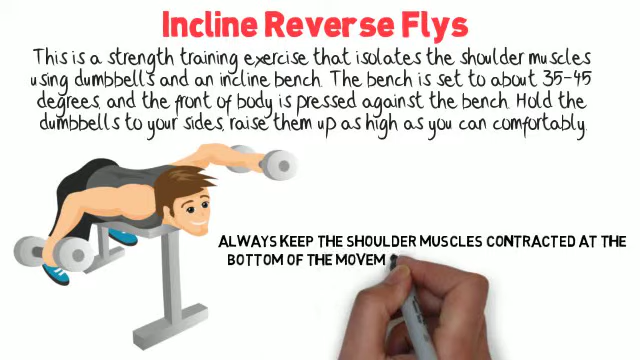 Incline Reverse Flys
This is a strength training exercise that isolates the shoulder muscles
using dumbbells and an incline bench. The bench is set to about 35-45
degrees, and the front of body is pressed against the bench. Hold the
dumbbells to your sides, raise them up as high as you can comfortably.
ALWAYS KEEP THE SHOULDER MUSCLES CONTRACTED AT THE
BOTTOM OF THE MOVEM